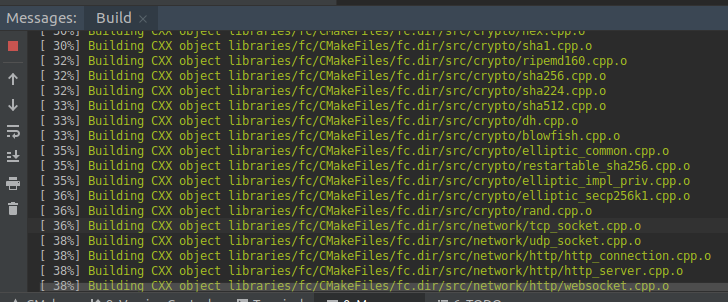 Messages: Build ×
[ 30%] Building CXX object libraries/fc/CMakeFiles/fc.dir/src/crypto/hex.cpp.o
[ 30%] Building CXX object libraries/fc/CMakeFiles/fc.dir/src/crypto/sha1.cpp.o
[ 32%] Building CXX object libraries/fc/CMakeFiles/fc.dir/src/crypto/ripemd160.cpp.o
[ 32%] Building CXX object libraries/fc/CMakeFiles/fc.dir/src/crypto/sha256.cpp.o
[ 32%] Building CXX object libraries/fc/CMakeFiles/fc.dir/src/crypto/sha224.cpp.o
[ 33%] Building CXX object libraries/fc/CMakeFiles/fc.dir/src/crypto/sha512.cpp.o
[ 33%] Building CXX object libraries/fc/CMakeFiles/fc.dir/src/crypto/dh.cpp.o
[ 33%] Building CXX object libraries/fc/CMakeFiles/fc.dir/src/crypto/blowfish.cpp.o
[ 35%] Building CXX object libraries/fc/CMakeFiles/fc.dir/src/crypto/elliptic_common.cpp.o
[ 35%] Building CXX object libraries/fc/CMakeFiles/fc.dir/src/crypto/restartable_sha256.cpp.o
[ 35%] Building CXX object libraries/fc/CMakeFiles/fc.dir/src/crypto/elliptic_impl_priv.cpp.o
[ 36%] Building CXX object libraries/fc/CMakeFiles/fc.dir/src/crypto/elliptic_secp256k1.cpp.o
[ 36%] Building CXX object libraries/fc/CMakeFiles/fc.dir/src/crypto/rand.cpp.o
[ 36%] Building CXX object libraries/fc/CMakeFiles/fc.dir/src/network/tcp_socket.cpp.o
[ 38%] Building CXX object libraries/fc/CMakeFiles/fc.dir/src/network/udp_socket.cpp.o
[ 38%] Building CXX object libraries/fc/CMakeFiles/fc.dir/src/network/http/http_connection.cpp.o
[ 38%] Building CXX object libraries/fc/CMakeFiles/fc.dir/src/network/http/http_server.cpp.o
[ 38%] Building CXX object libraries/fc/CMakeFiles/fc.dir/src/network/http/websocket.cpp.o